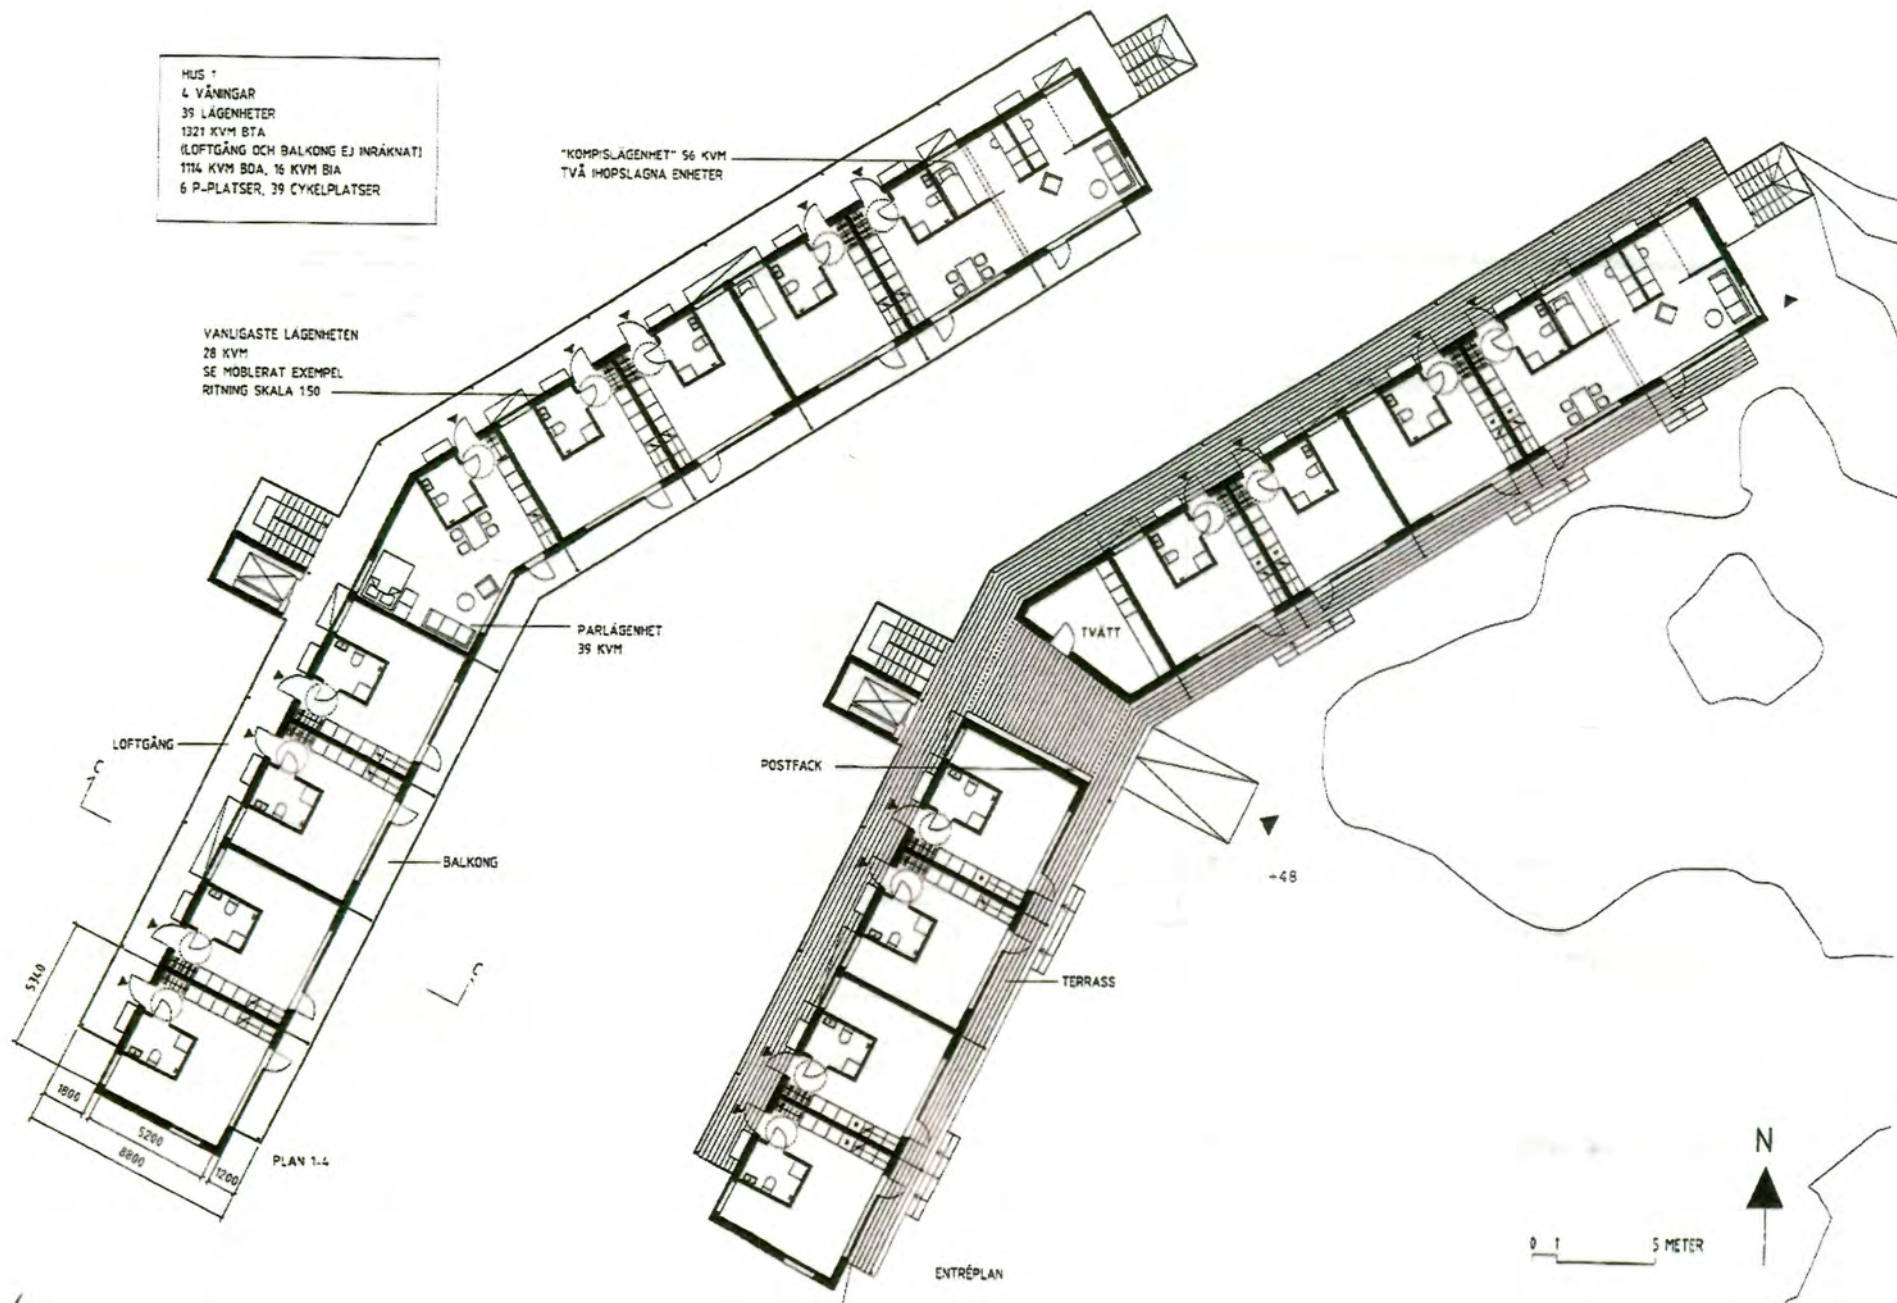 HUS 1
4 VÅNINGAR
39 LÄGENHETER
1321 KVM BTA
(LOFTGÅNG OCH BALKONG EJ INRÄKNAT)
1114 KVM BOA, 16 KVM BIA
6 P-PLATSER, 39 CYKELPLATSER
"KOMPISLÄGENHET" 56 KVM
TVÅ IHOPSLAGNA ENHETER
VANLIGASTE LÄGENHETEN
28 KVM
SE MÖBLERAT EXEMPEL
RITNING SKALA 1:50
PARLÄGENHET
39 KVM
TVÄTT
LOFTGÅNG
POSTFACK
C
BALKONG
+48
C
TERRASS
5340
1800
5200
8800
1200
PLAN 1-4
ENTRÉPLAN
N
0 1 5 METER